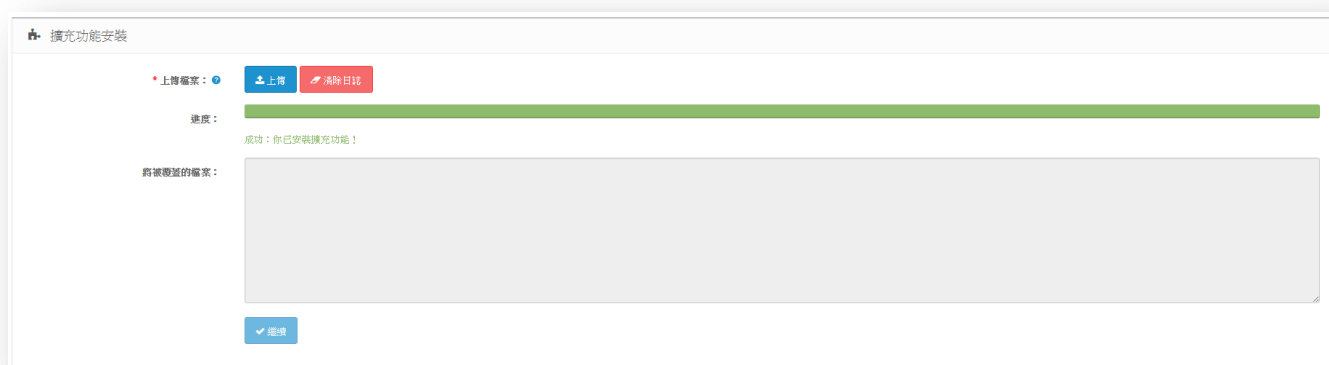 擴充功能安裝
* 上傳檔案：
上傳 清除日誌
進度：
成功：你已安裝擴充功能！
將被覆蓋的檔案：
繼續